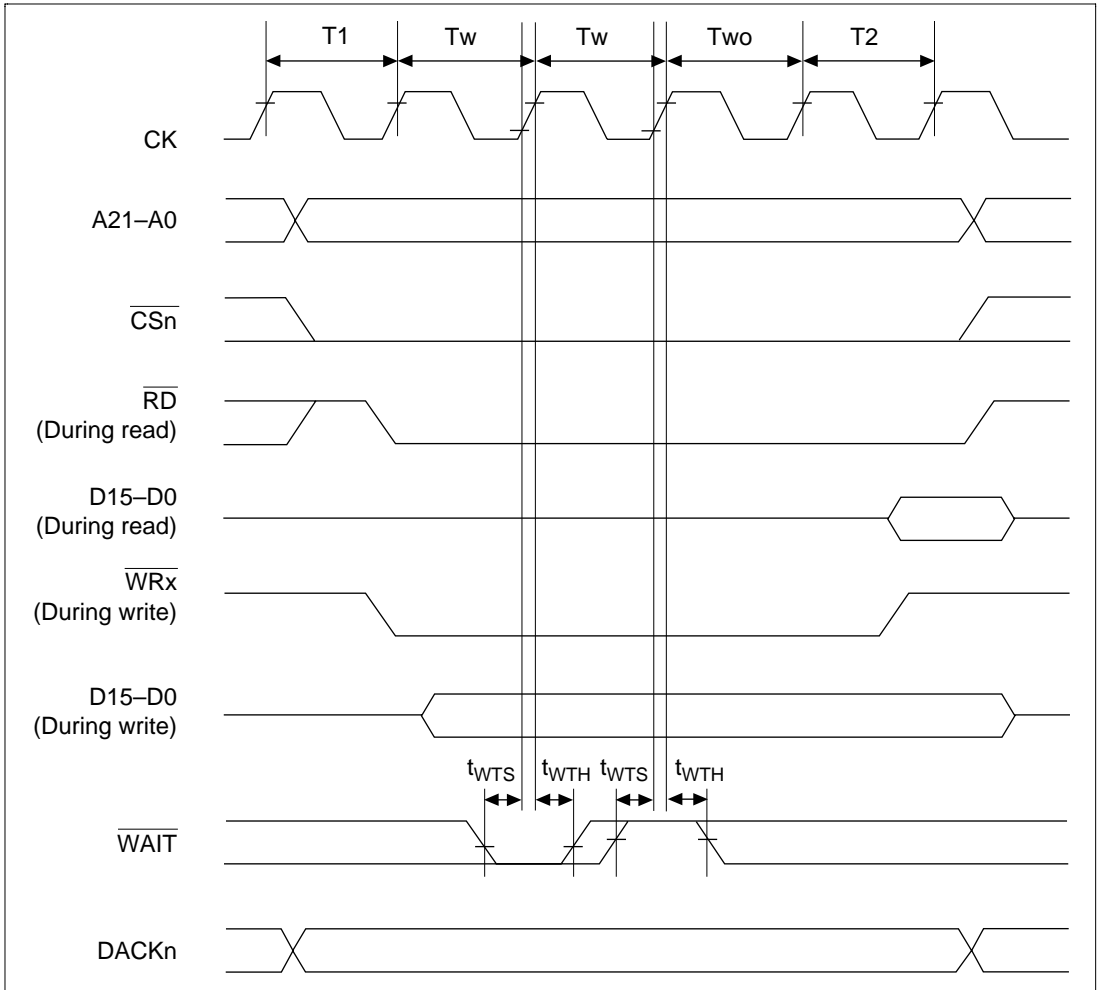 T1 Tw Tw Two T2
CK
A21–A0
CSn
RD
(During read)
D15–D0
(During read)
WRx
(During write)
D15–D0
(During write)
tWTS tWTH tWTS tWTH
WAIT
DACKn